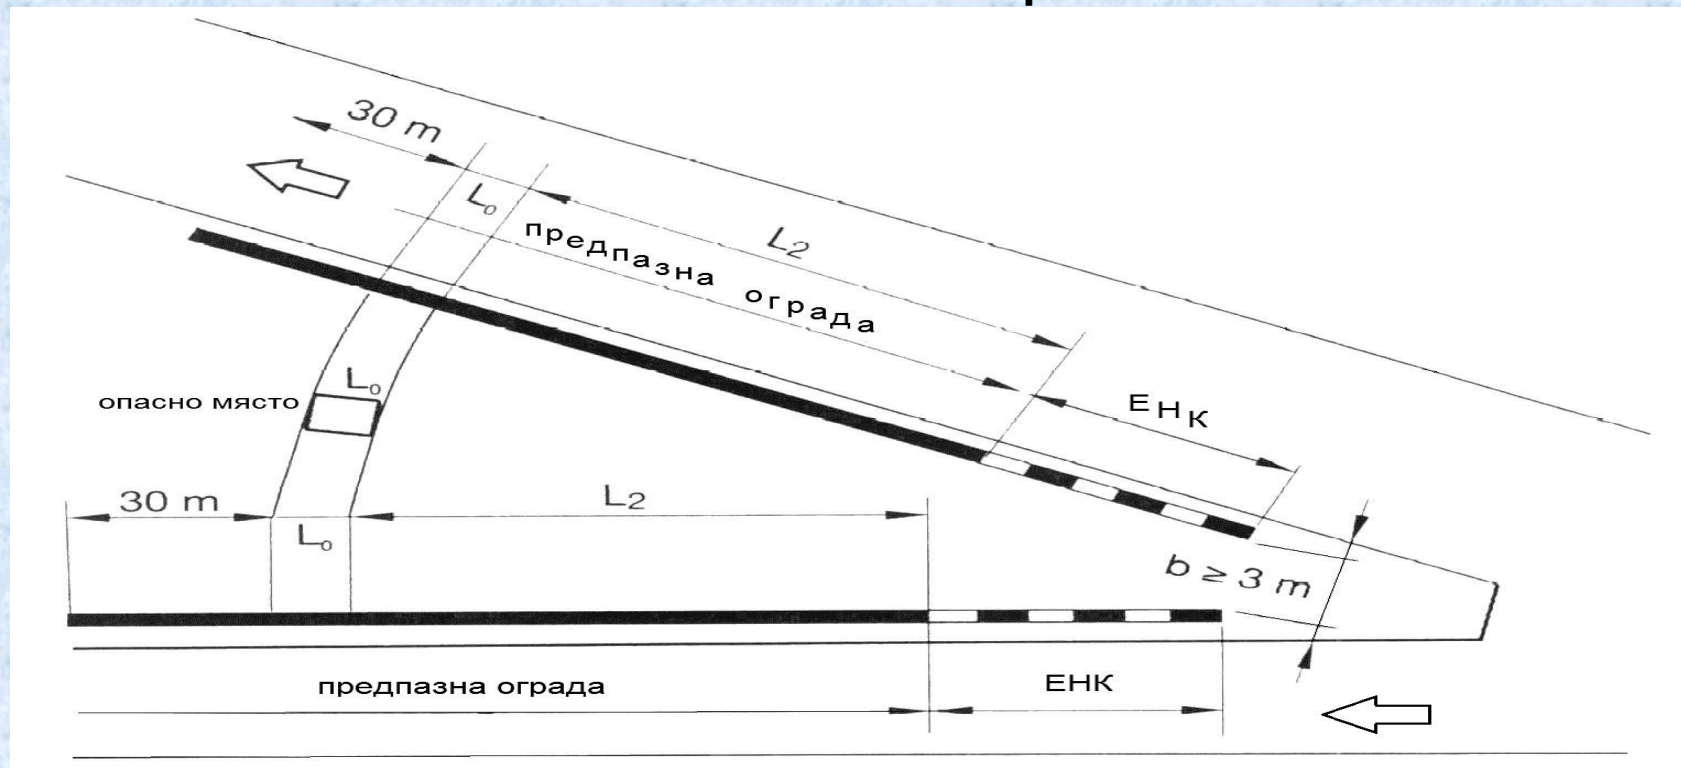 30 m
L₀
L2
предпазна ограда
ЕНК
L₀
опасно място
30 m
L2
L₀
b ≥ 3 m
предпазна ограда
ЕНК